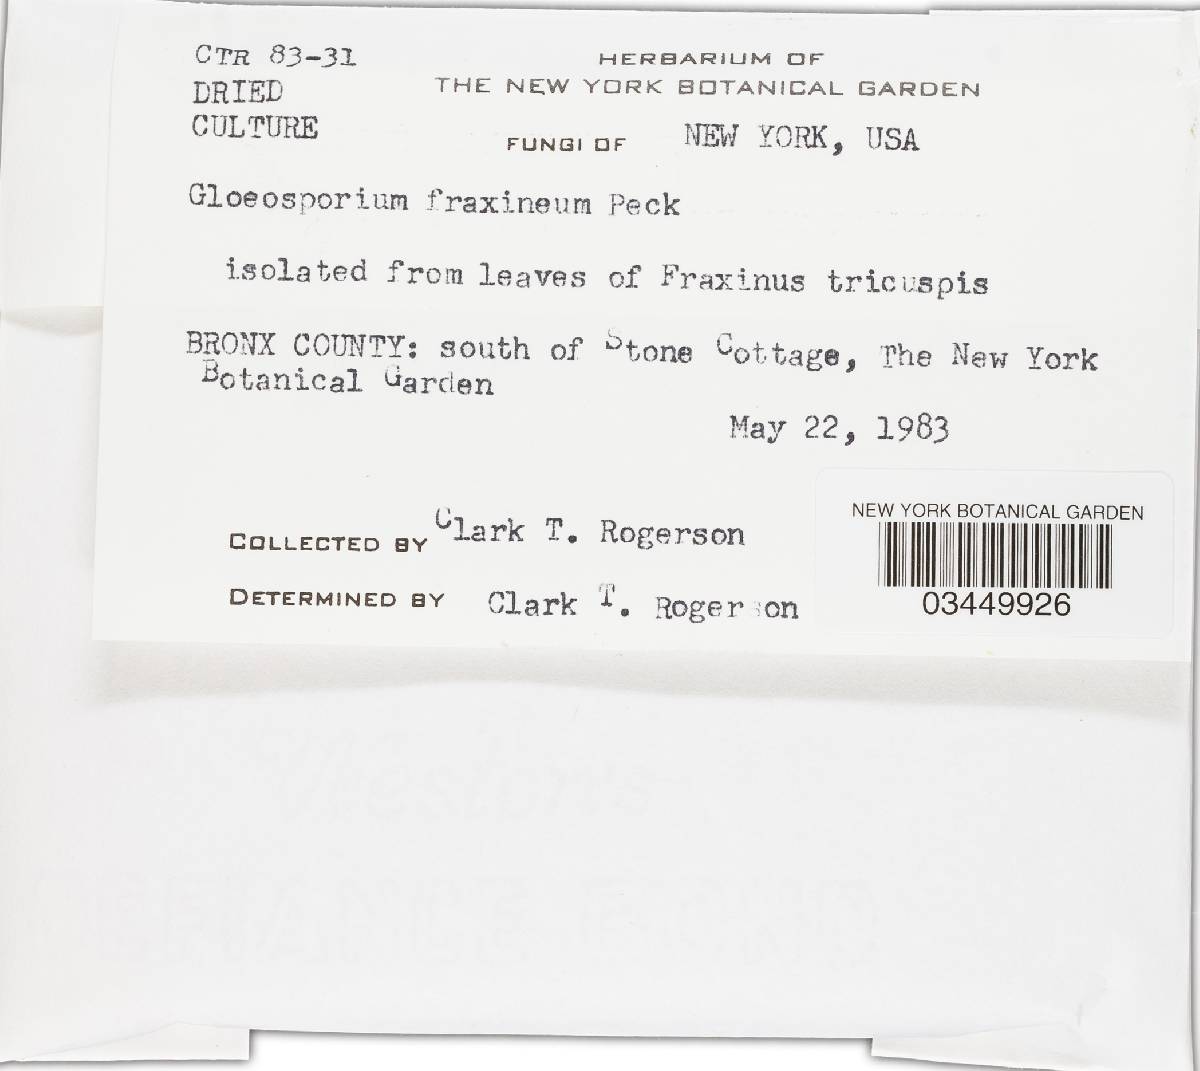 CTR 83-31
DRIED
CULTURE
HERBARIUM OF
THE NEW YORK BOTANICAL GARDEN
FUNGI OF NEW YORK, USA
Gloeosporium fraxineum Peck
isolated from leaves of Fraxinus tricuspis
BRONX COUNTY: south of Stone Cottage, The New York
Botanical Garden
May 22, 1983
COLLECTED BY Clark T. Rogerson
DETERMINED BY Clark T. Rogerson
NEW YORK BOTANICAL GARDEN
03449926